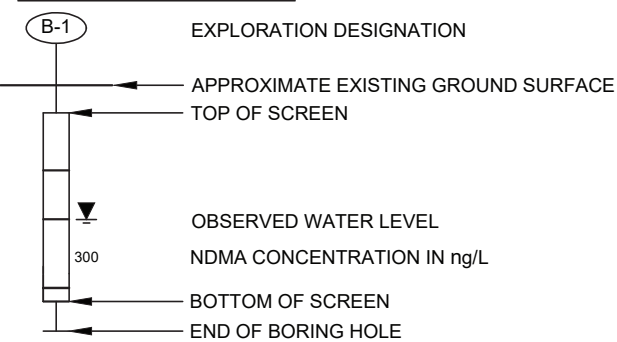 B-1 EXPLORATION DESIGNATION
APPROXIMATE EXISTING GROUND SURFACE
TOP OF SCREEN
OBSERVED WATER LEVEL
300 NDMA CONCENTRATION IN ng/L
BOTTOM OF SCREEN
END OF BORING HOLE